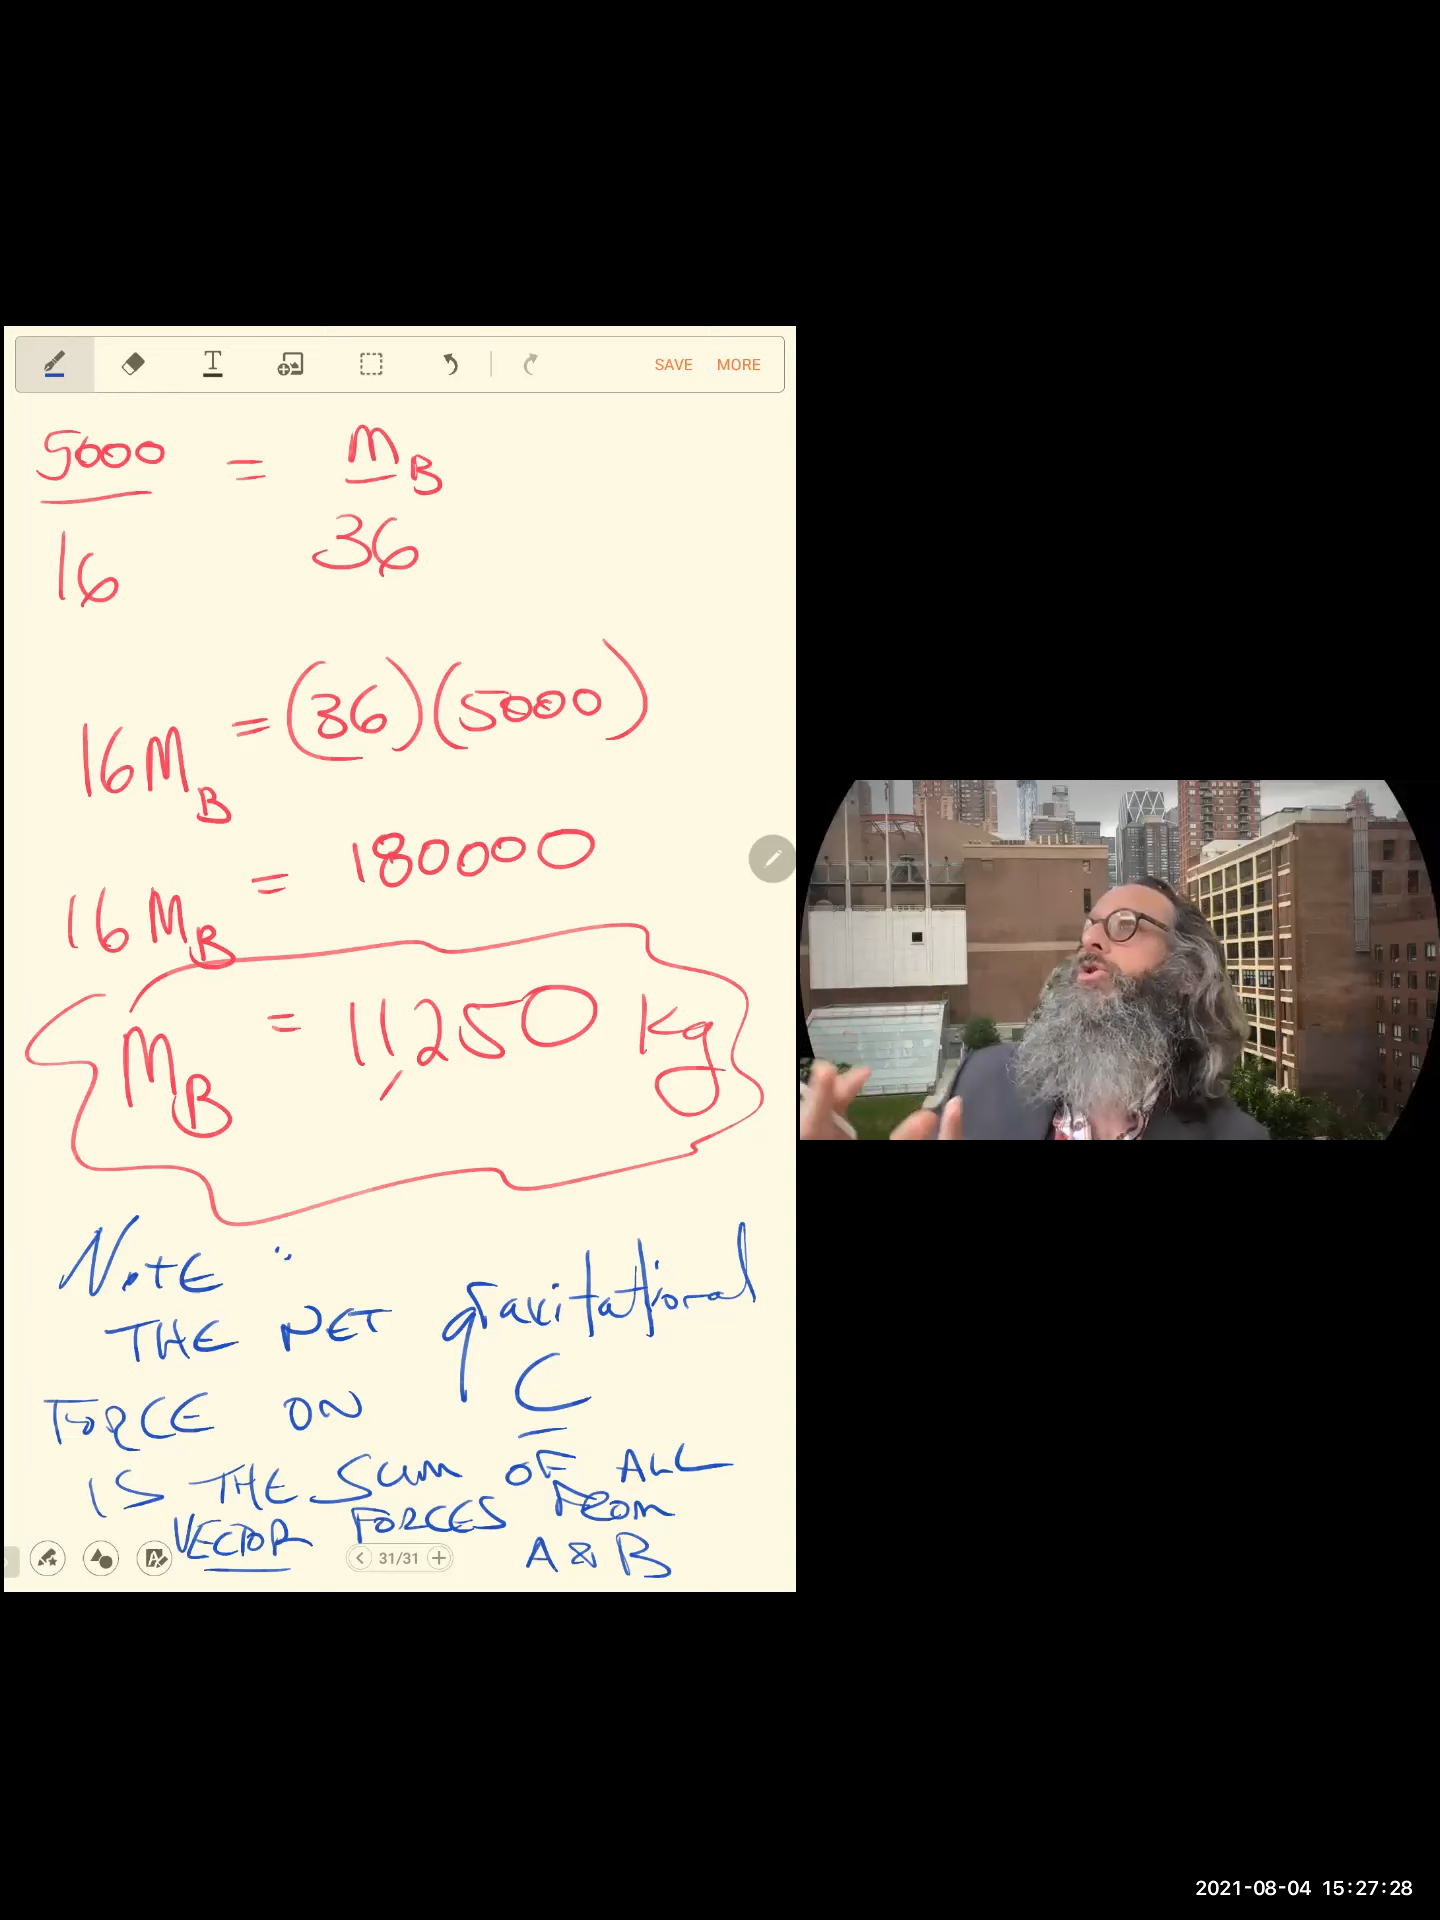 SAVE MORE
5000 = mB
16 36
16MB = (36)(5000)
16MB = 180000
MB = 11,250 kg
NOTE :
THE NET gravitational
FORCE ON C
IS THE SUM OF ALL
VECTOR FORCES FROM
A & B
31/31
2021-08-04 15:27:28